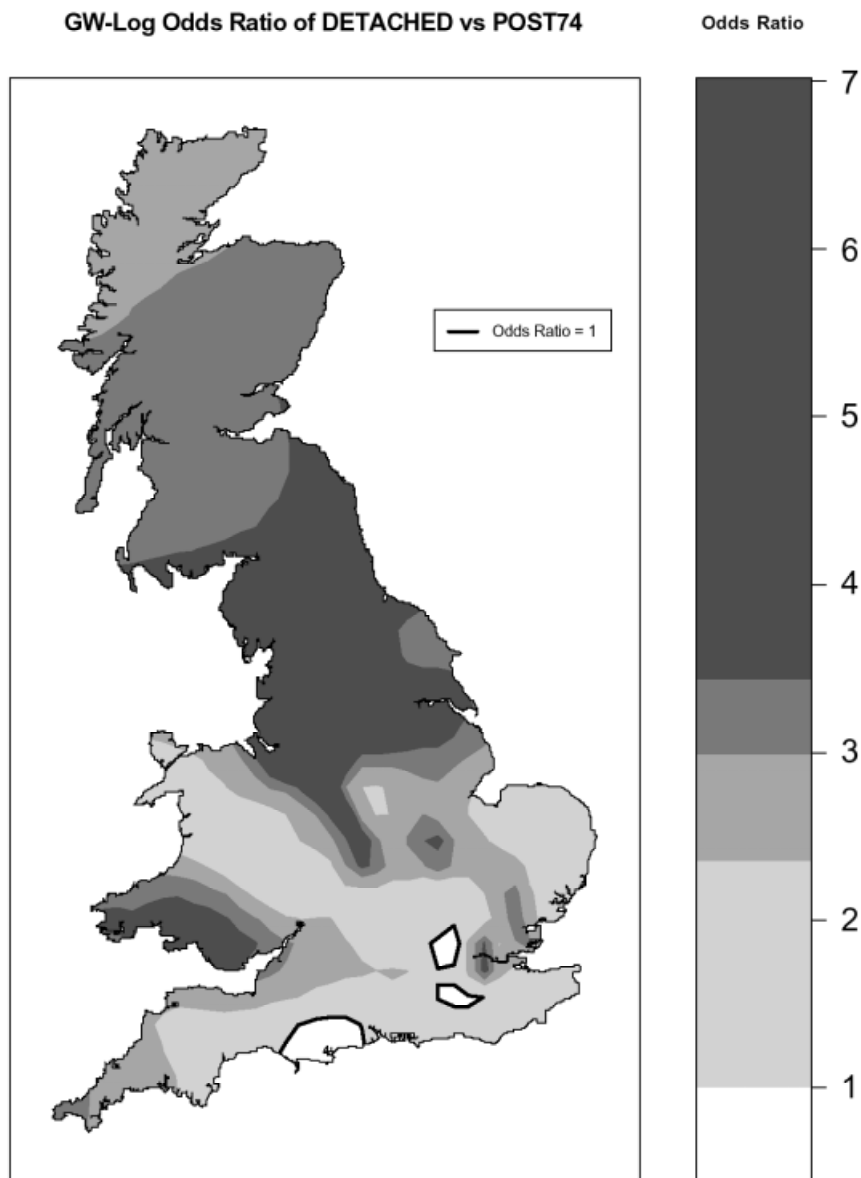 GW-Log Odds Ratio of DETACHED vs POST74
Odds Ratio
Odds Ratio = 1
7
6
5
4
3
2
1